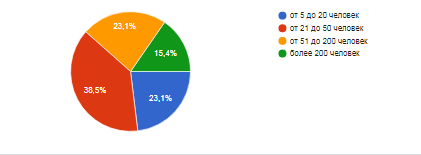 23,1%
15,4%
38,5%
23,1%
от 5 до 20 человек
от 21 до 50 человек
от 51 до 200 человек
более 200 человек